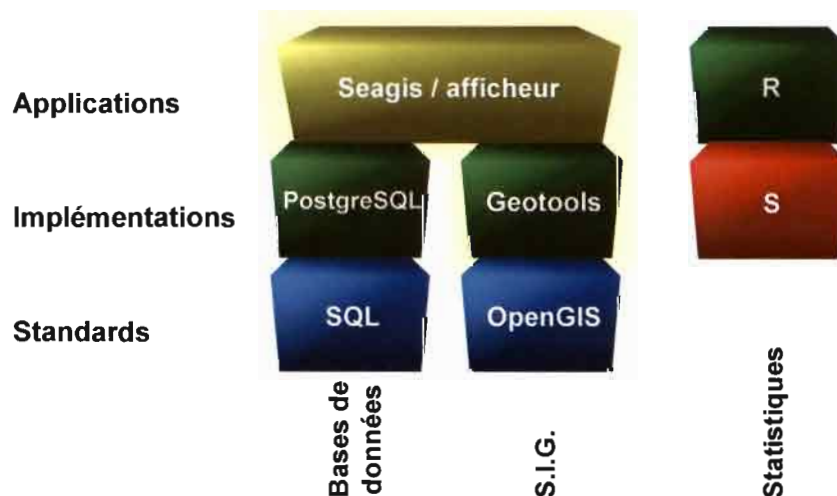 Applications
Seagis / afficheur
R
Implémentations
PostgreSQL
Geotools
S
Standards
SQL
OpenGIS
Bases de
données
S.I.G.
Statistiques